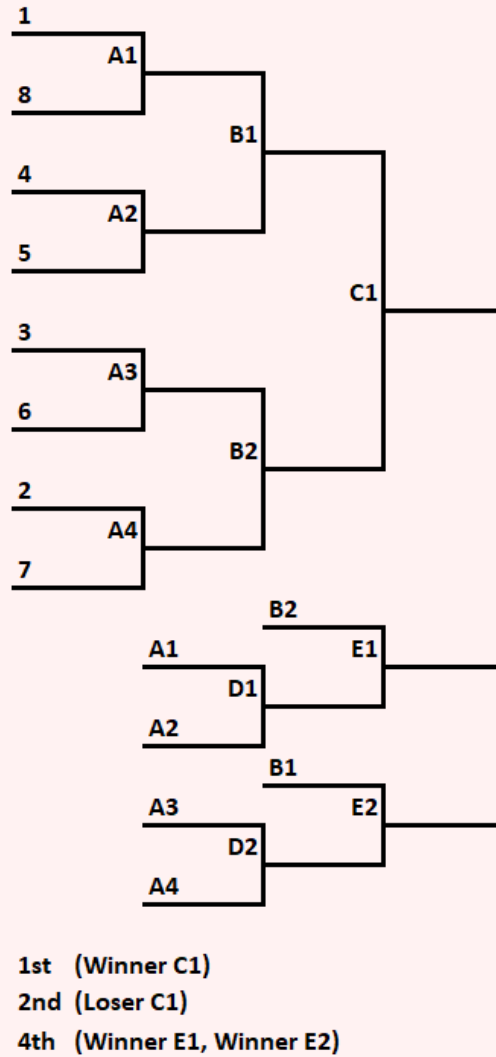 1
A1
8
B1
4
A2
5
C1
3
A3
6
B2
2
A4
7
B2
A1
E1
D1
A2
B1
A3
E2
D2
A4
1st (Winner C1)
2nd (Loser C1)
4th (Winner E1, Winner E2)